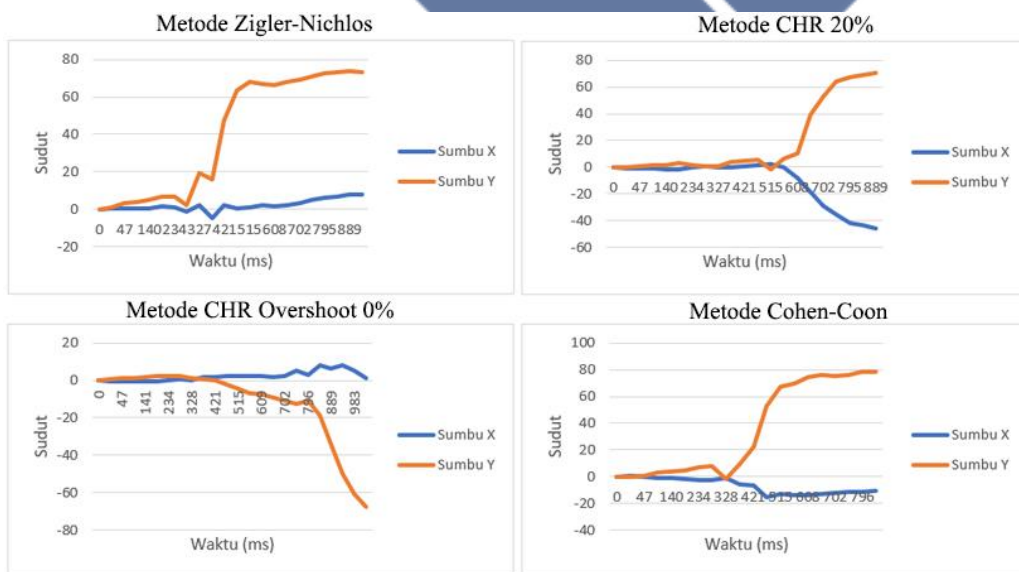 Metode Zigler-Nichlos
80
60
40
20
0
-20
0 47 140 234 327 421 515 608 702 795 889
Sudut
Waktu (ms)
Sumbu X
Sumbu Y
Metode CHR 20%
80
60
40
20
0
-20
-40
-60
0 47 140 234 327 421 515 608 702 795 889
Sudut
Waktu (ms)
Sumbu X
Sumbu Y
Metode CHR Overshoot 0%
20
0
-20
-40
-60
-80
0 47 141 234 328 421 515 609 702 796 889 983
Sudut
Waktu (ms)
Sumbu X
Sumbu Y
Metode Cohen-Coon
100
80
60
40
20
0
-20
-40
0 47 140 234 328 421 515 608 702 796
Sudut
Waktu (ms)
Sumbu X
Sumbu Y